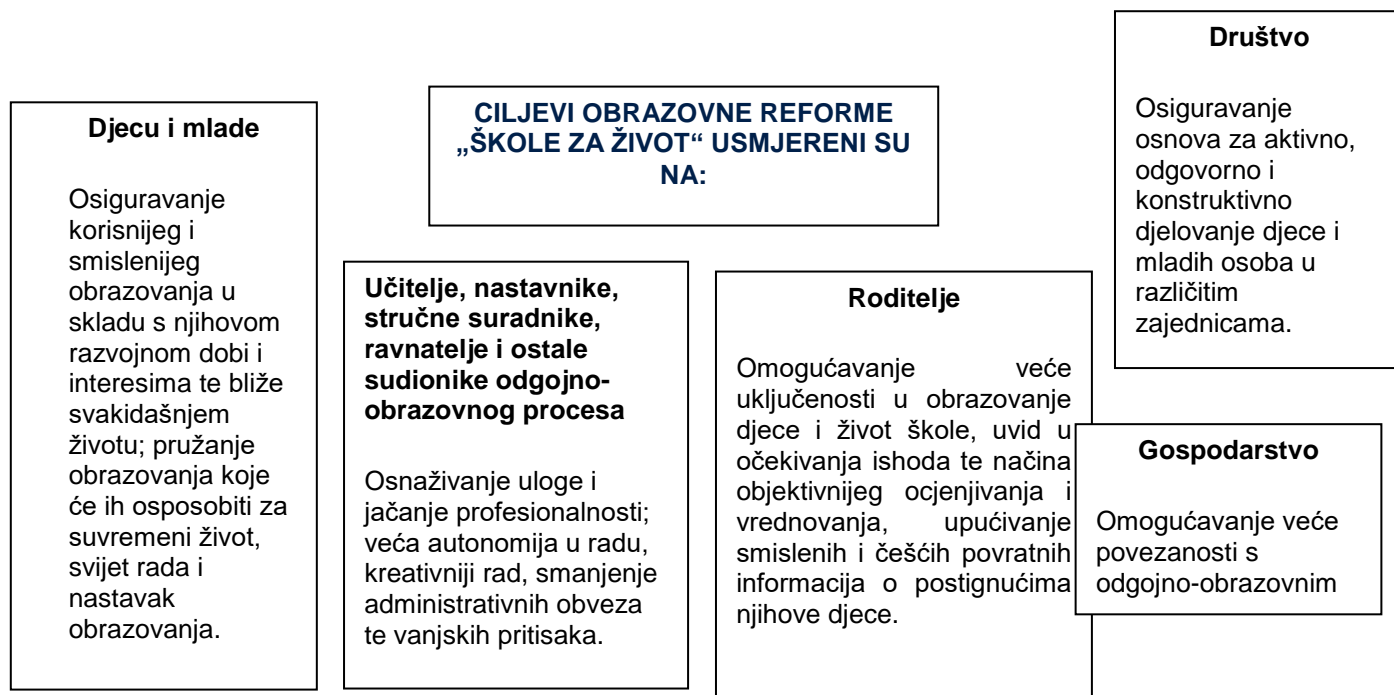 CILJEVI OBRAZOVNE REFORME
„ŠKOLE ZA ŽIVOT“ USMJERENI SU
NA:
Djecu i mlade
Osiguravanje
korisnijeg i
smislenijeg
obrazovanja u
skladu s njihovom
razvojnom dobi i
interesima te bliže
svakidašnjem
životu; pružanje
obrazovanja koje
će ih osposobiti za
suvremeni život,
svijet rada i
nastavak
obrazovanja.
Učitelje, nastavnike,
stručne suradnike,
ravnatelje i ostale
sudionike odgojno-
obrazovnog procesa
Osnaživanje uloge i
jačanje profesionalnosti;
veća autonomija u radu,
kreativniji rad, smanjenje
administrativnih obveza
te vanjskih pritisaka.
Roditelje
Omogućavanje veće
uključenosti u obrazovanje
djece i život škole, uvid u
očekivanja ishoda te načina
objektivnijeg ocjenjivanja i
vrednovanja, upućivanje
smislenih i češćih povratnih
informacija o postignućima
njihove djece.
Društvo
Osiguravanje
osnova za aktivno,
odgovorno i
konstruktivno
djelovanje djece i
mladih osoba u
različitim
zajednicama.
Gospodarstvo
Omogućavanje veće
povezanosti s
odgojno-obrazovnim